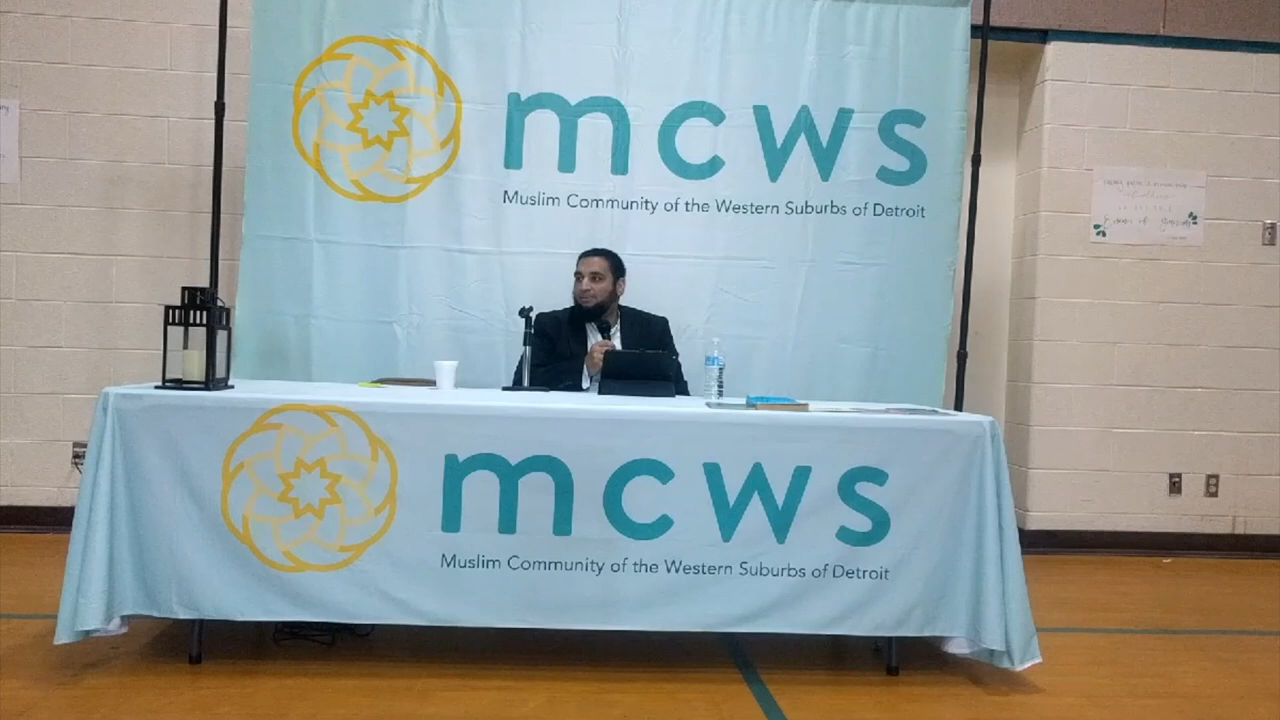 mcws
Muslim Community of the Western Suburbs of Detroit
mcws
Muslim Community of the Western Suburbs of Detroit